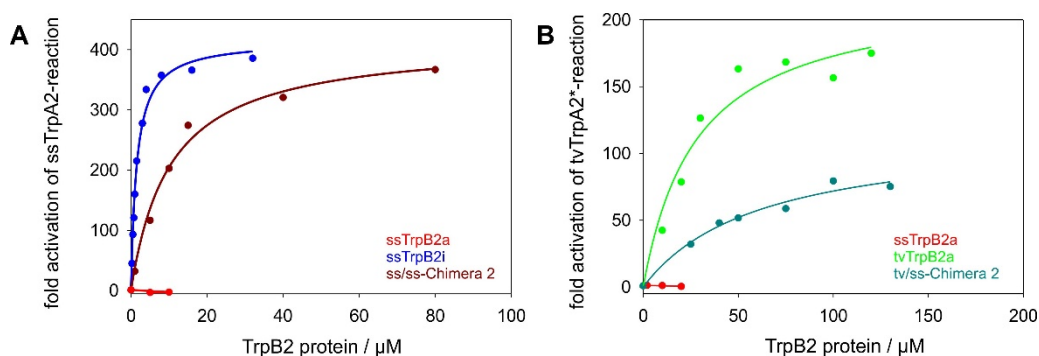 A
fold activation of ssTrpA2-reaction
400
300
200
100
0
ssTrpB2a
ssTrpB2i
ss/ss-Chimera 2
0 20 40 60 80 100
TrpB2 protein / μM
B
fold activation of tvTrpA2*-reaction
200
150
100
50
0
ssTrpB2a
tvTrpB2a
tv/ss-Chimera 2
0 50 100 150 200
TrpB2 protein / μM